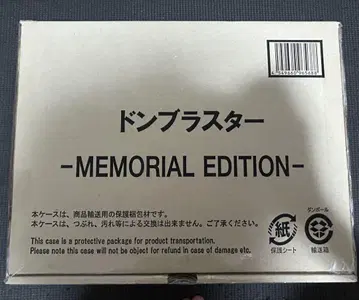 ドンブラスター
-MEMORIAL EDITION-
本ケースは、商品輸送用の保護梱包材です。
本ケースは、つぶれ、汚れ等による交換は出来ません。ご了承ください。
This case is a protective package for product transportation.
Please note this case will not be object for refund in case of damage etc.
紙
保護シート
ダンボール
輸送箱